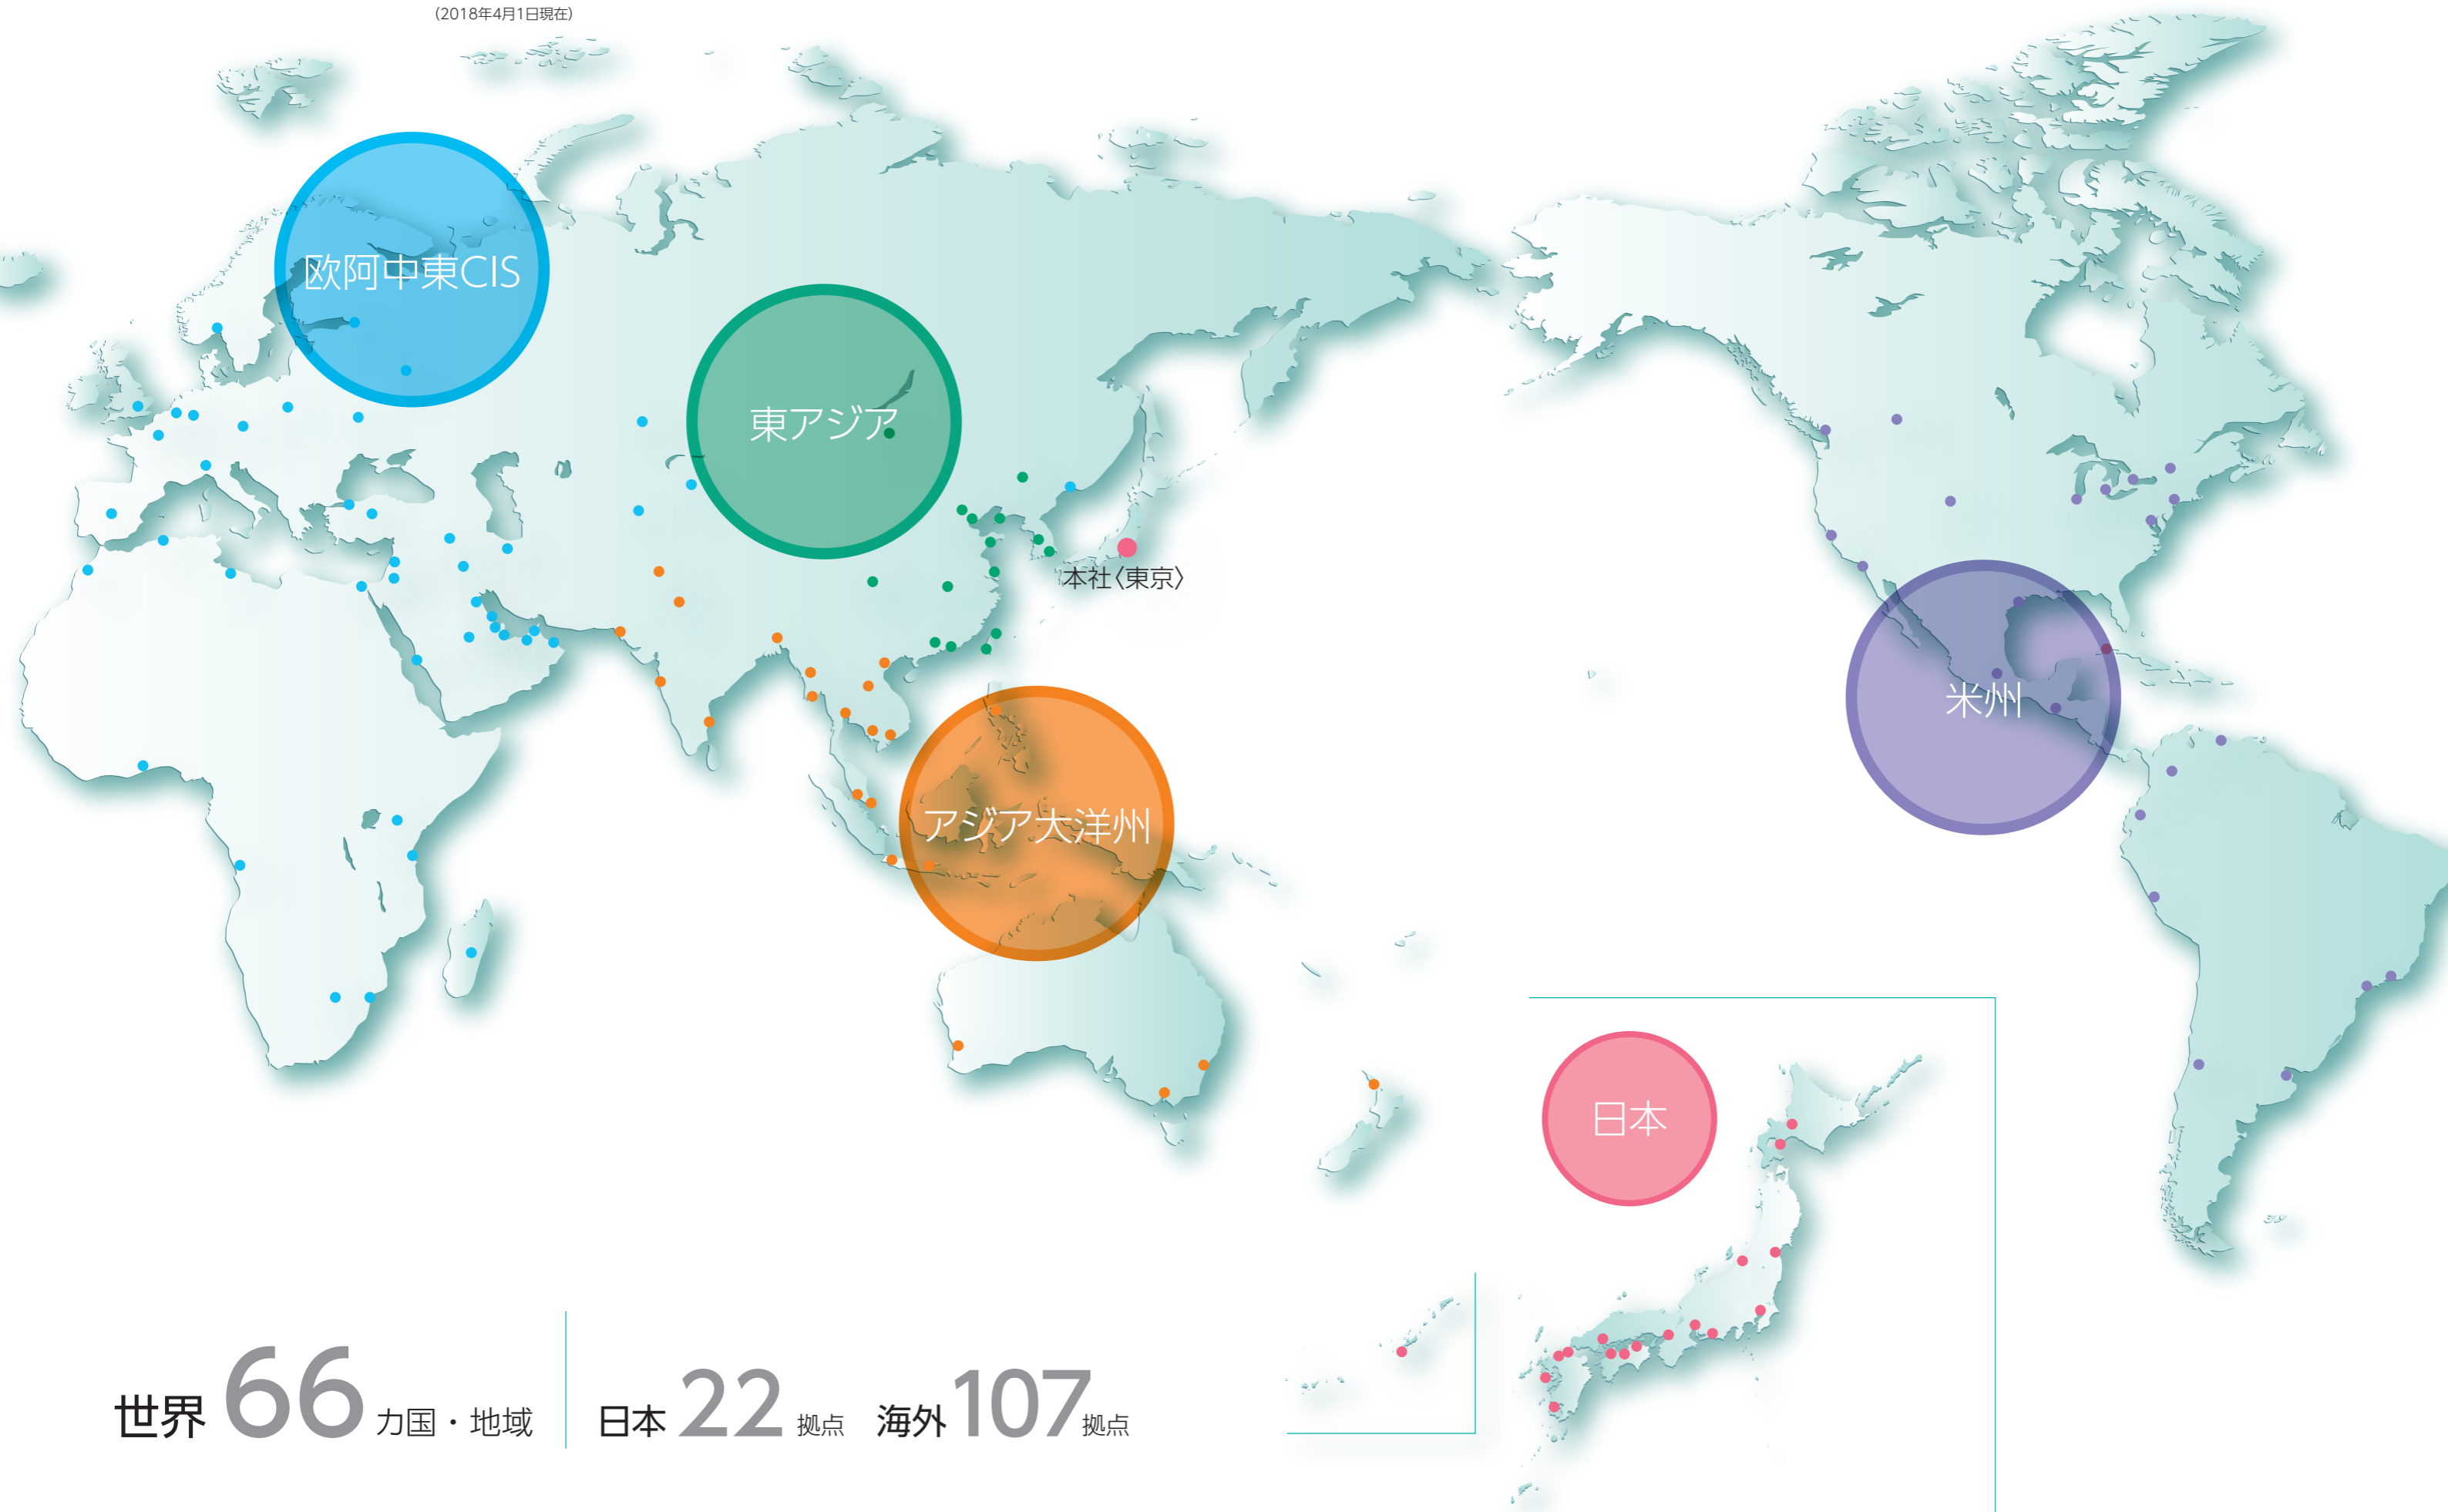 (2018年4月1日現在)
欧阿中東CIS
東アジア
本社〈東京〉
米州
アジア大洋州
日本
世界 66 カ国・地域
日本 22 拠点 海外 107 拠点